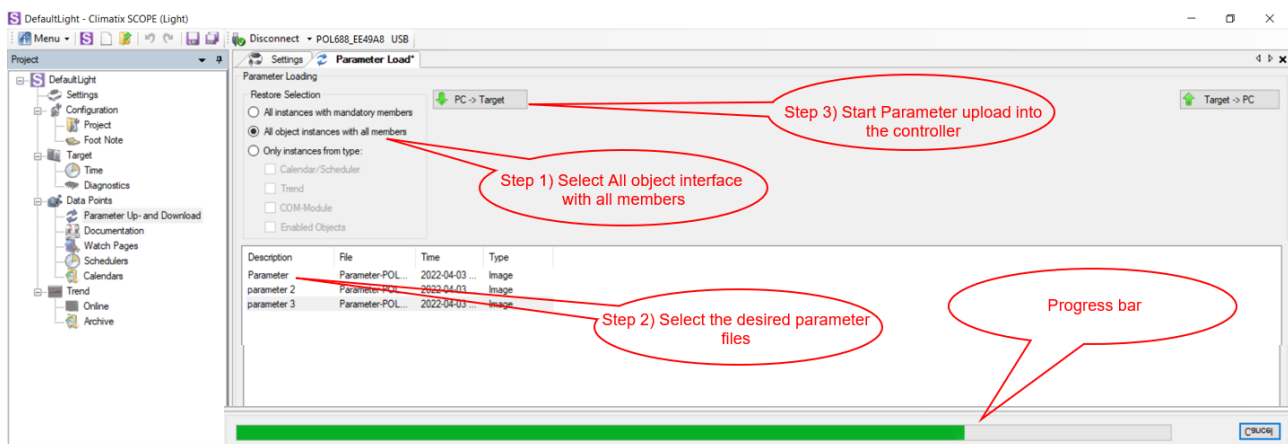 DefaultLight - Climatix SCOPE (Light)
Menu
Disconnect
POL688_EE49A8 USB
Project
DefaultLight
Settings
Configuration
Project
Foot Note
Target
Time
Diagnostics
Data Points
Parameter Up- and Download
Documentation
Watch Pages
Schedulers
Calendars
Trend
Online
Archive
Settings
Parameter Load*
Parameter Loading
Restore Selection
All instances with mandatory members
All object instances with all members
Only instances from type:
Calendar/Scheduler
Trend
COM-Module
Enabled Objects
PC -> Target
Target -> PC
Step 3) Start Parameter upload into
the controller
Step 1) Select All object interface
with all members
Description File Time Type
Parameter Parameter-POL... 2022-04-03 ... Image
parameter 2 Parameter-POL... 2022-04-03 ... Image
parameter 3 Parameter-POL... 2022-04-03 ... Image
Step 2) Select the desired parameter
files
Progress bar
Cancel